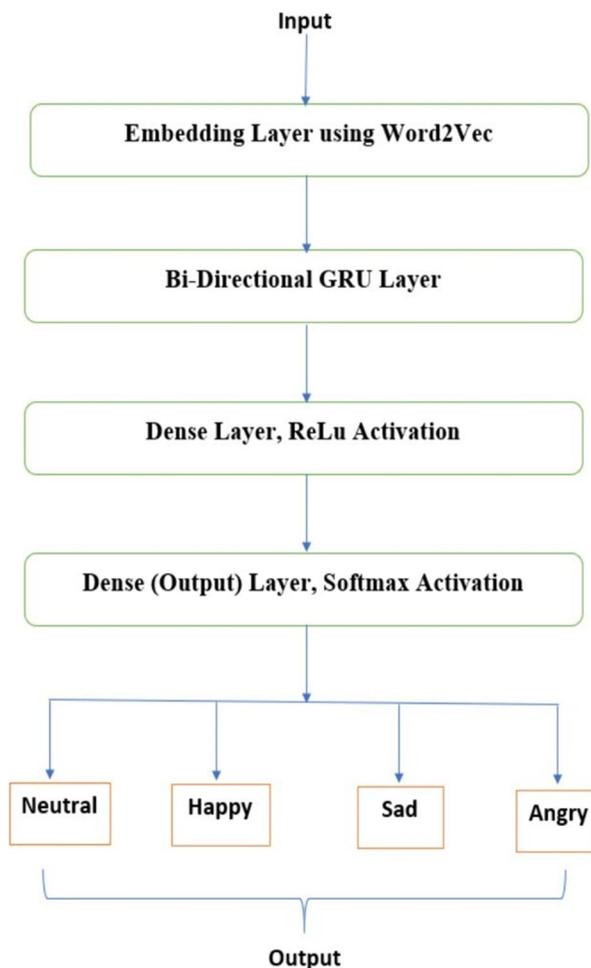 Input
Embedding Layer using Word2Vec
Bi-Directional GRU Layer
Dense Layer, ReLu Activation
Dense (Output) Layer, Softmax Activation
Neutral
Happy
Sad
Angry
Output